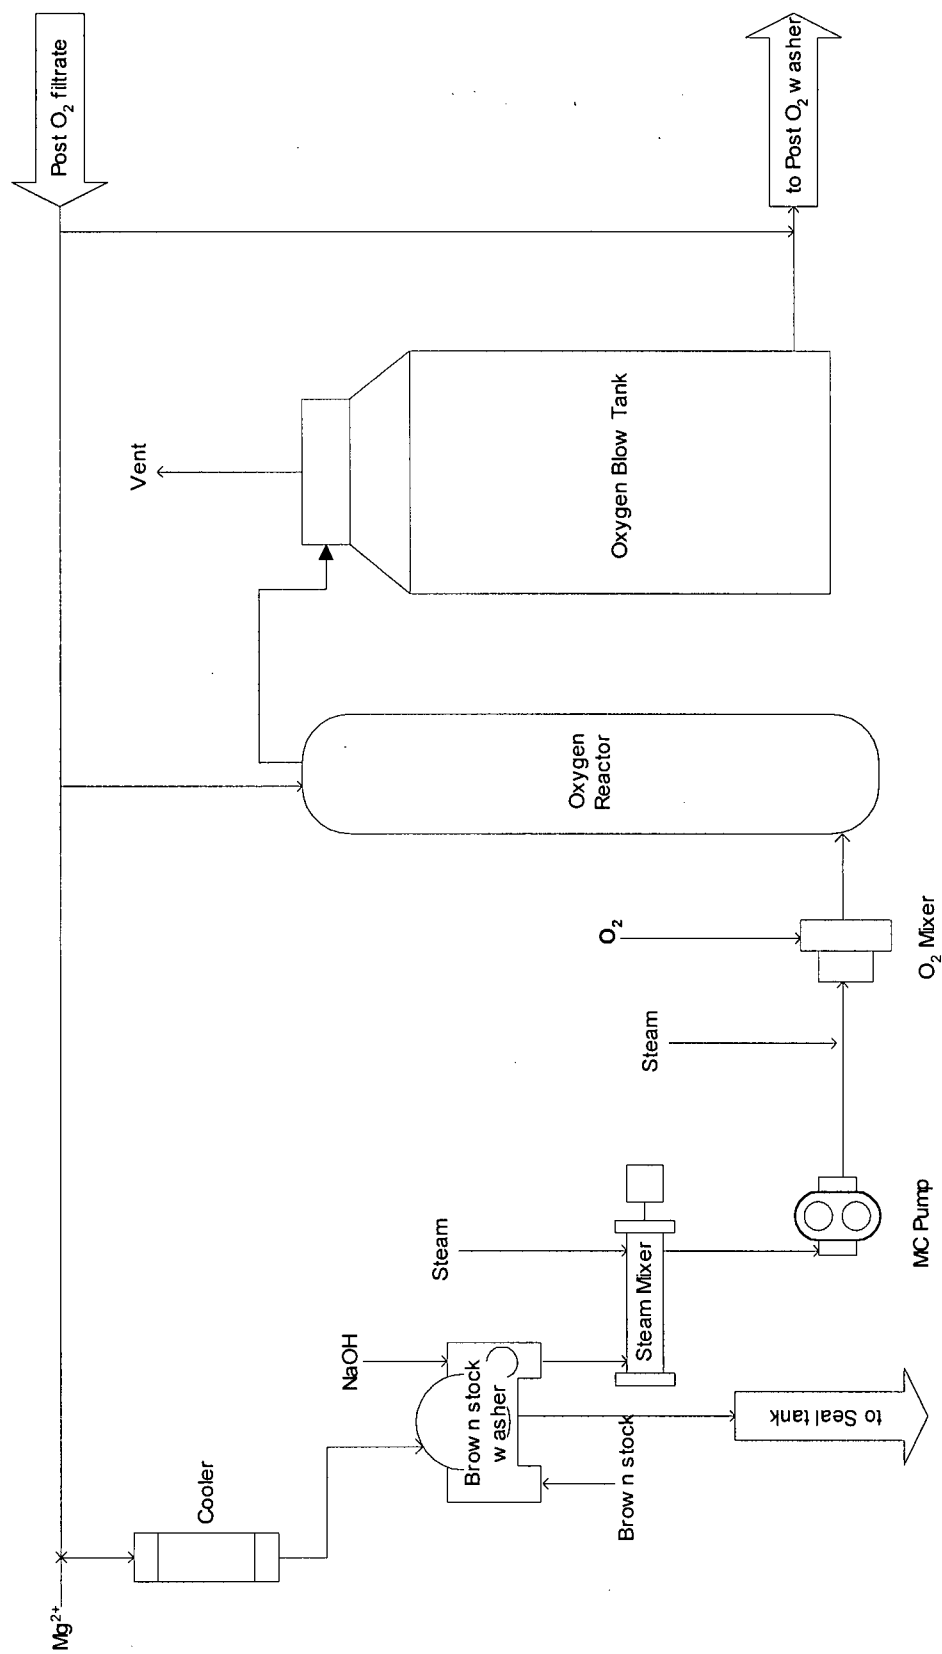 Post O₂ filtrate
Mg²⁺
Cooler
Vent
NaOH
Steam
Brown stock
washer
Brown stock
Steam Mixer
to Seal tank
MC Pump
Steam
O₂
O₂ Mixer
Oxygen
Reactor
Oxygen Blow Tank
to Post O₂ washer